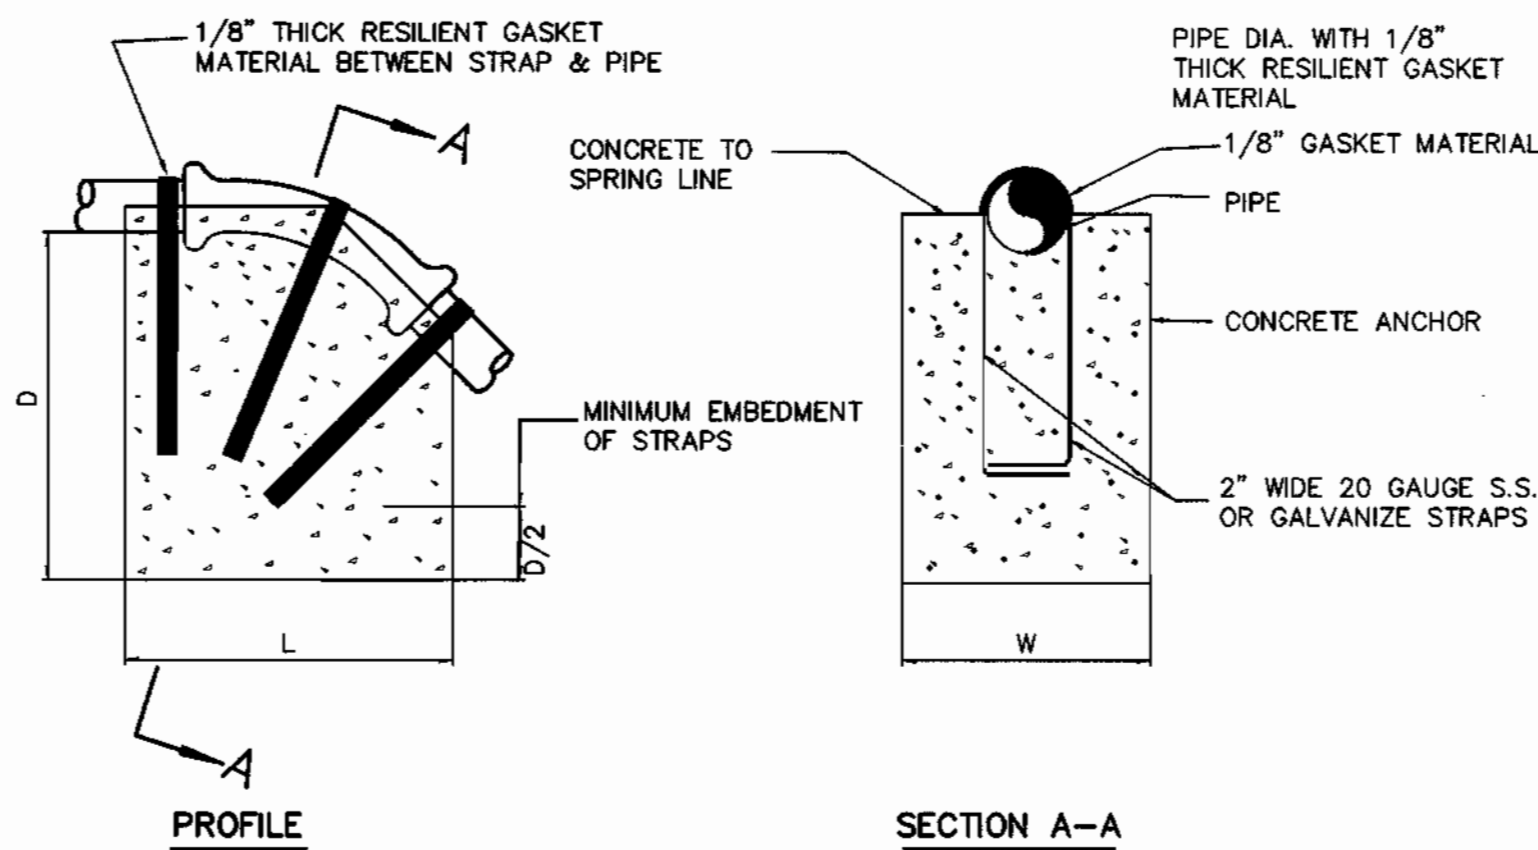 1/8" THICK RESILIENT GASKET
MATERIAL BETWEEN STRAP & PIPE
A
CONCRETE TO
SPRING LINE
D
MINIMUM EMBEDMENT
OF STRAPS
D/2
L
A
PROFILE
PIPE DIA. WITH 1/8"
THICK RESILIENT GASKET
MATERIAL
1/8" GASKET MATERIAL
PIPE
CONCRETE ANCHOR
2" WIDE 20 GAUGE S.S.
OR GALVANIZE STRAPS
W
SECTION A-A